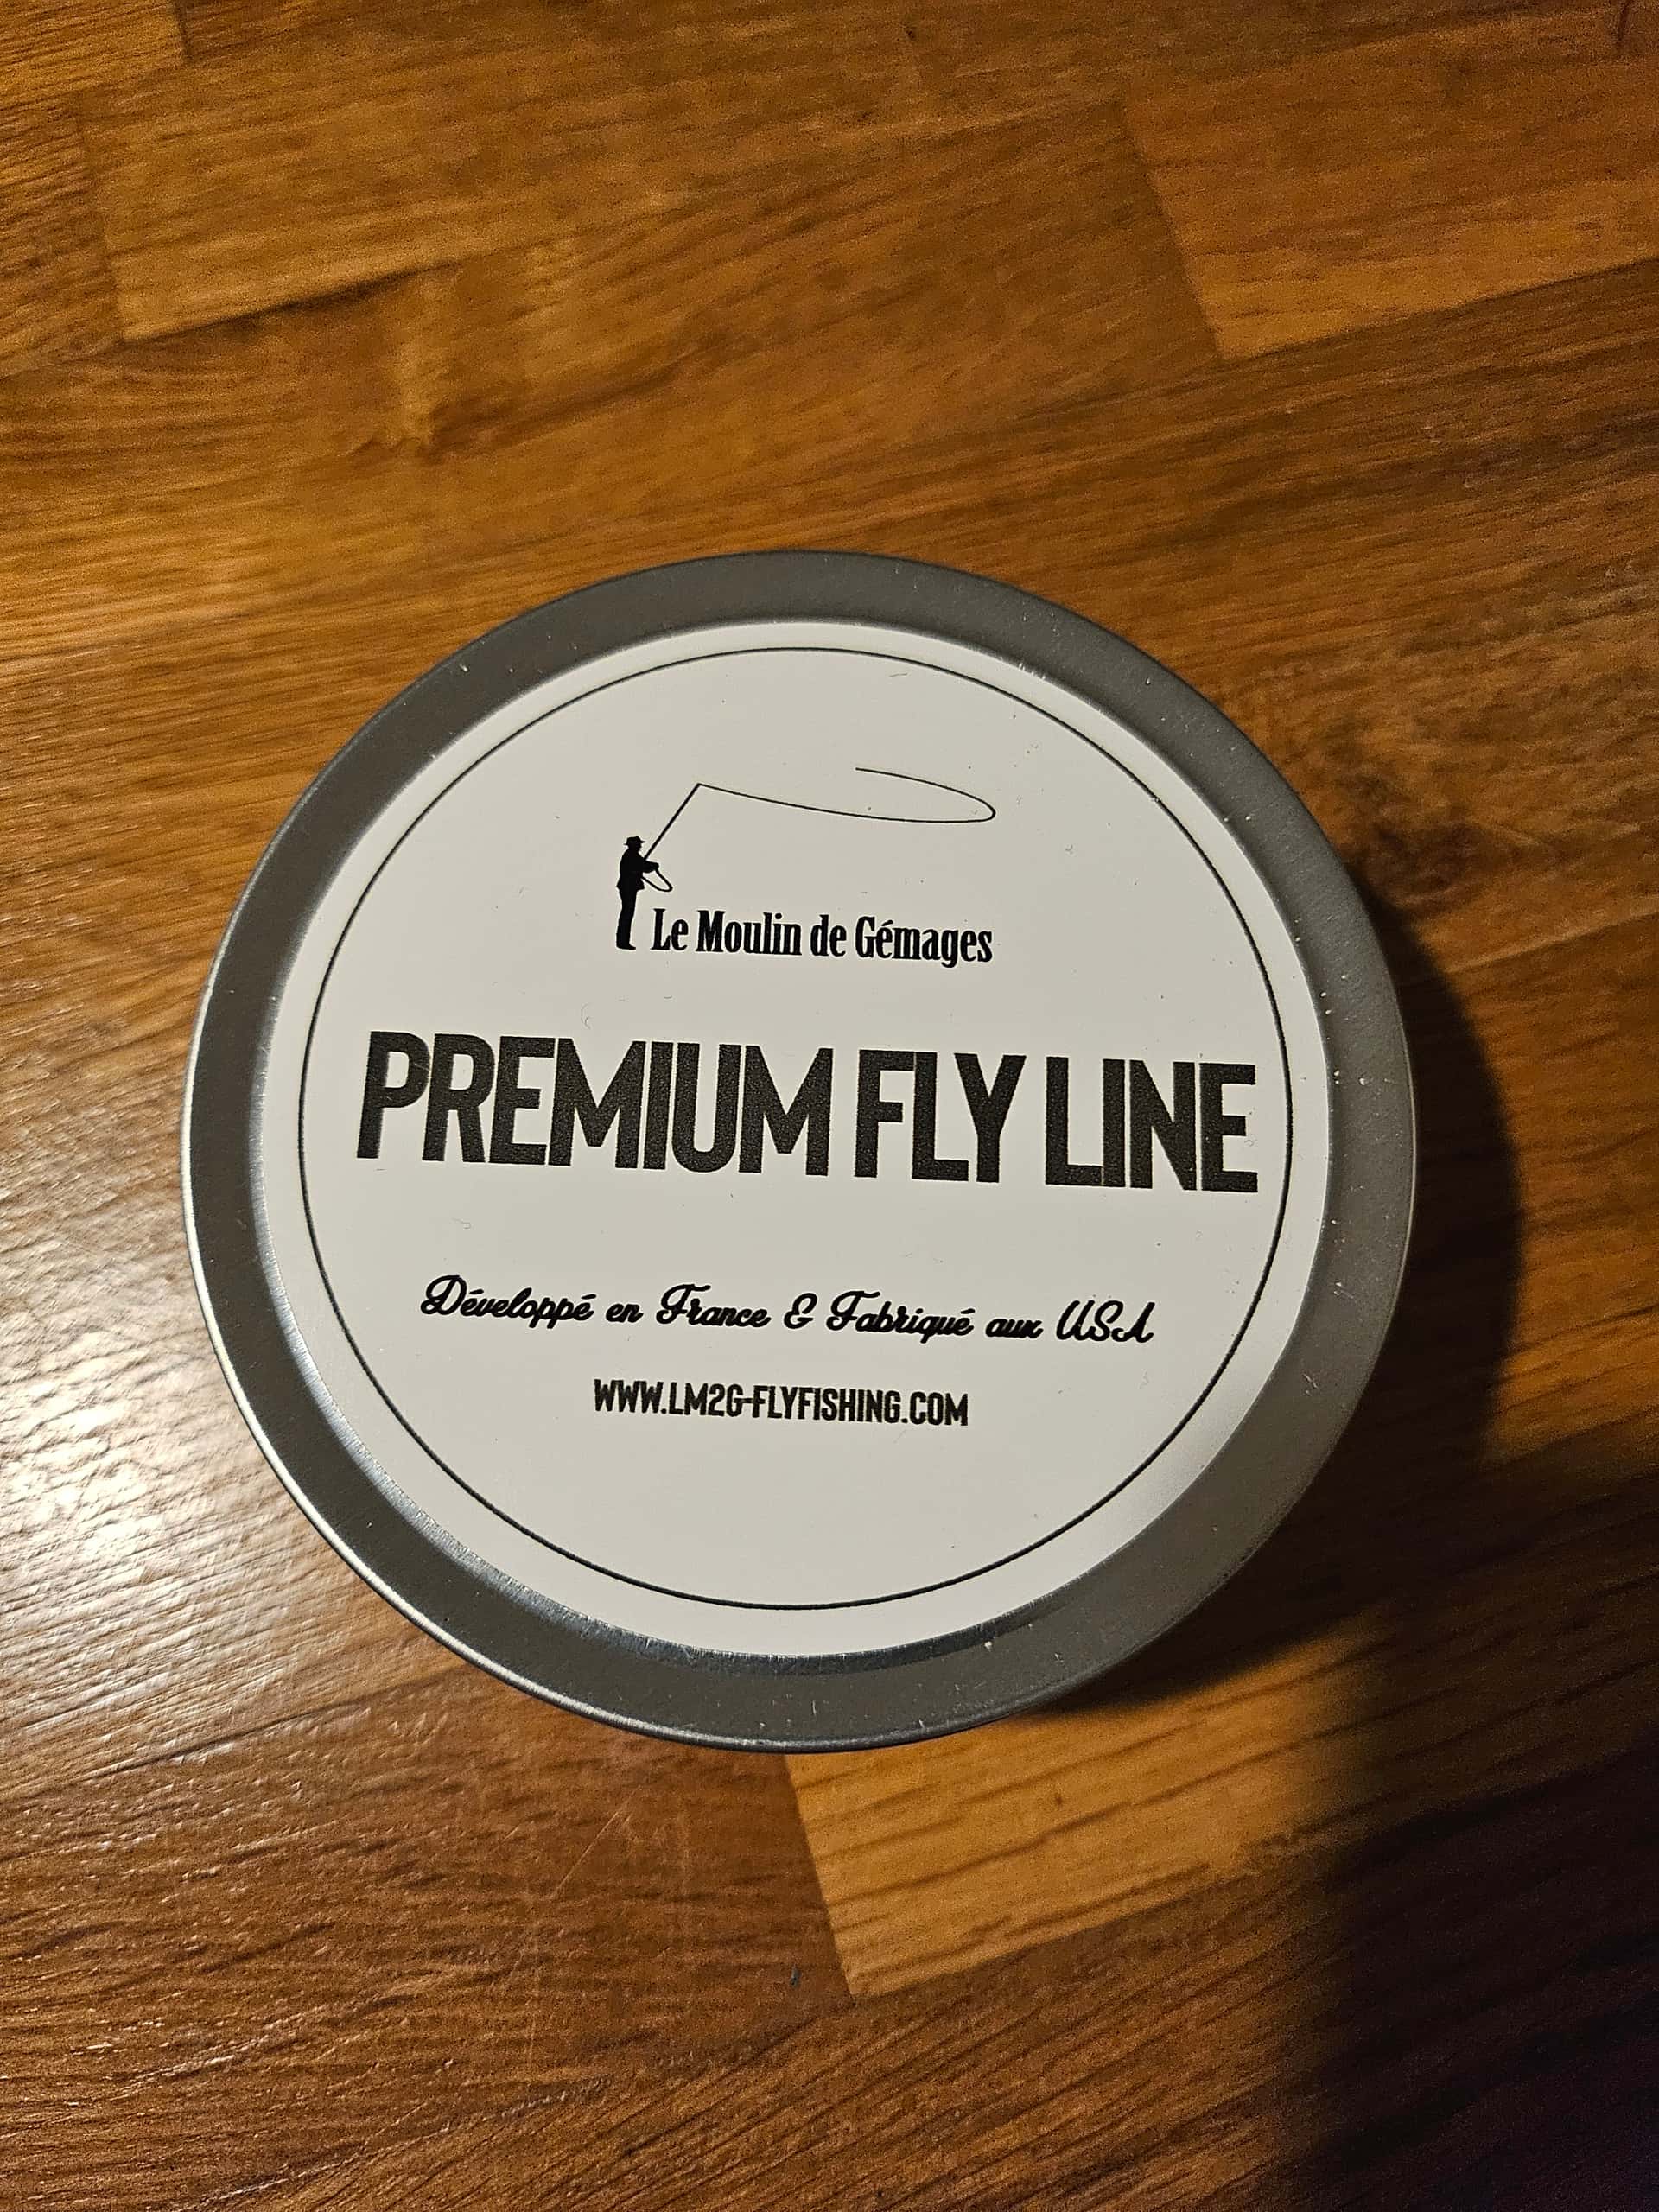 Le Moulin de Gémages
PREMIUM FLY LINE
Développé en France & Fabriqué aux USA
WWW.LM2G-FLYFISHING.COM